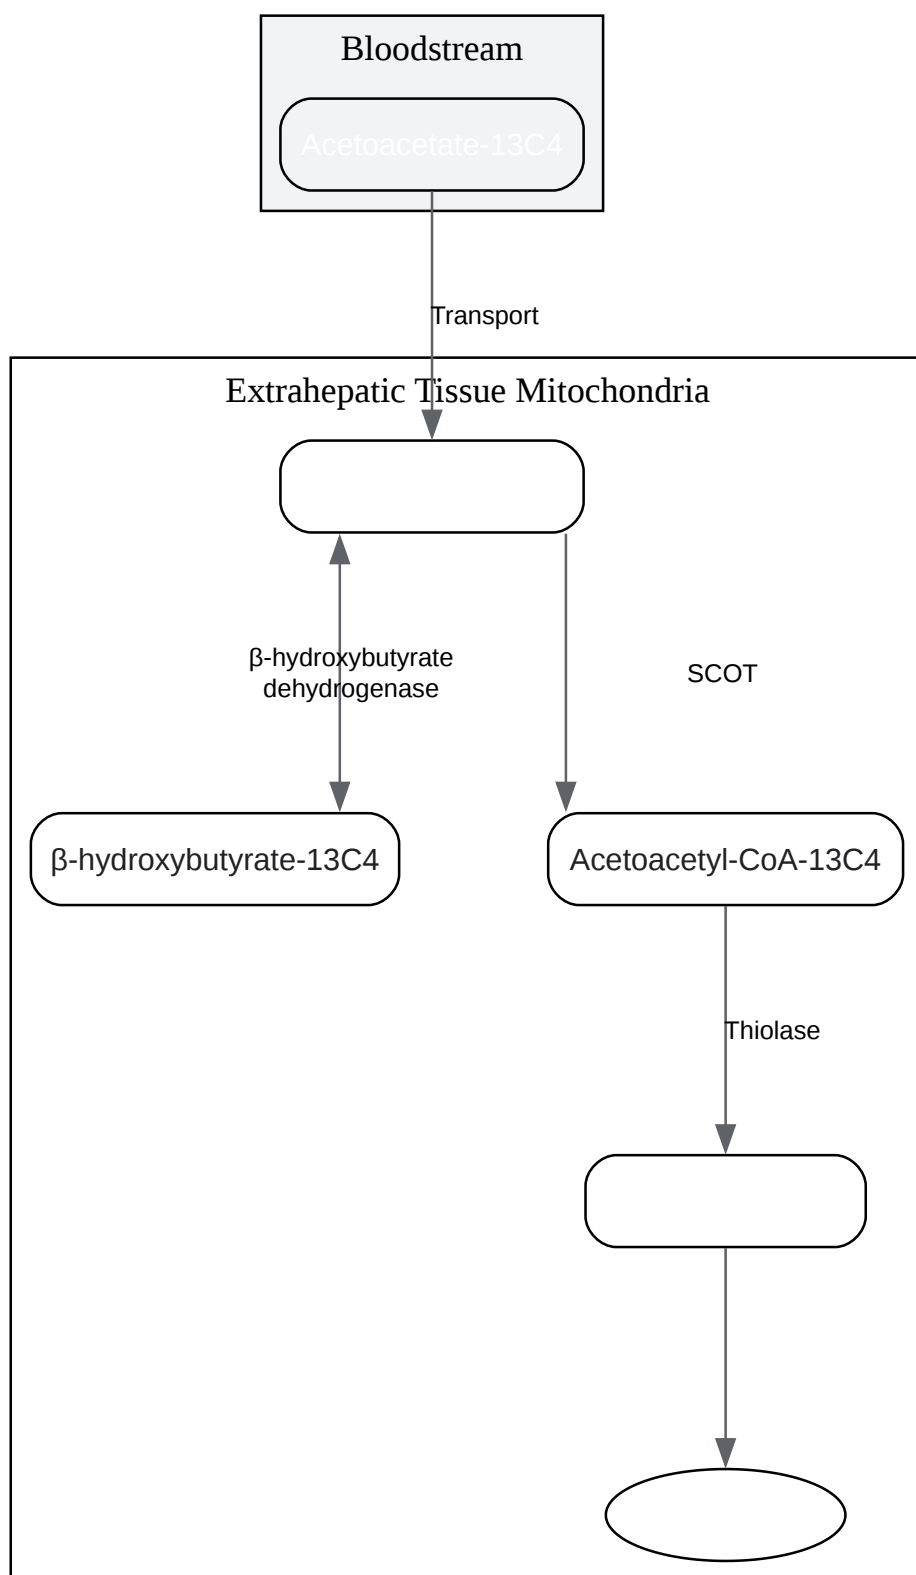 Bloodstream
Acetoacetate-13C4
Transport
Extrahepatic Tissue Mitochondria
β-hydroxybutyrate
dehydrogenase
SCOT
β-hydroxybutyrate-13C4
Acetoacetyl-CoA-13C4
Thiolase